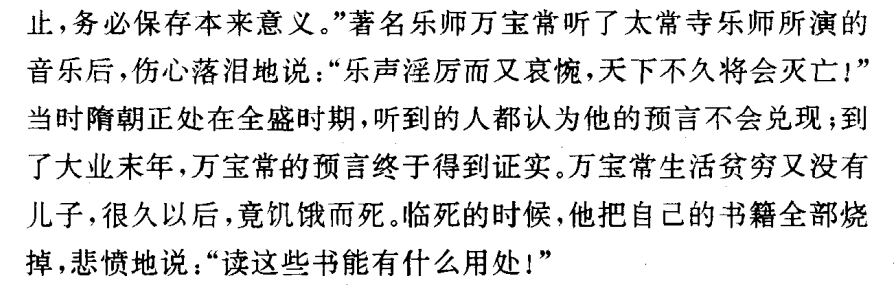 止，务必保存本来意义。”著名乐师万宝常听了太常寺乐师所演的
音乐后，伤心落泪地说：“乐声淫厉而又哀惋，天下不久将会灭亡！”
当时隋朝正处在全盛时期，听到的人都认为他的预言不会兑现；到
了大业末年，万宝常的预言终于得到证实。万宝常生活贫穷又没有
儿子，很久以后，竟饥饿而死。临死的时候，他把自己的书籍全部烧
掉，悲愤地说：“读这些书能有什么用处！”